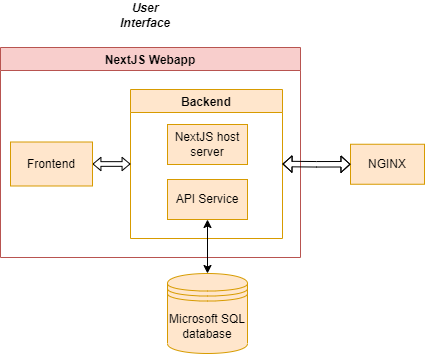 User
Interface
NextJS Webapp
Backend
NextJS host
server
Frontend
NGINX
API Service
Microsoft SQL
database